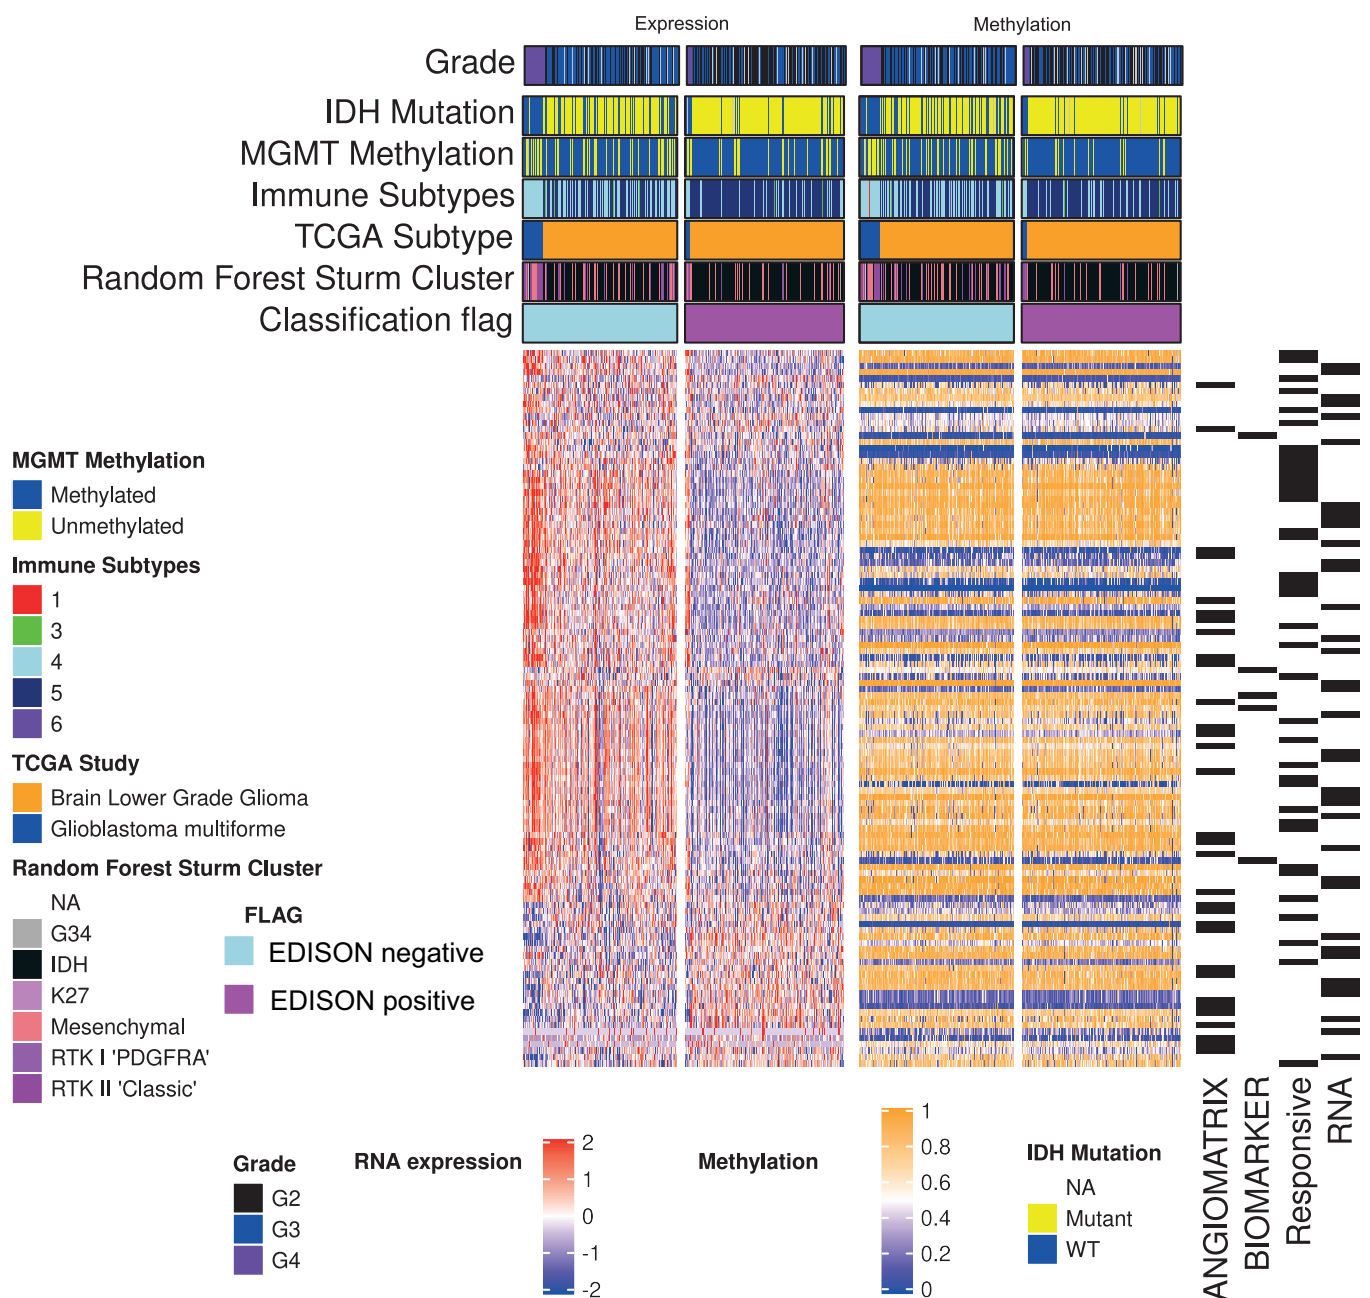 Expression
Methylation
Grade
IDH Mutation
MGMT Methylation
Immune Subtypes
TCGA Subtype
Random Forest Sturm Cluster
Classification flag
MGMT Methylation
Methylated
Unmethylated
Immune Subtypes
1
3
4
5
6
TCGA Study
Brain Lower Grade Glioma
Glioblastoma multiforme
Random Forest Sturm Cluster
NA
G34
IDH
K27
Mesenchymal
RTK I 'PDGFRA'
RTK II 'Classic'
FLAG
EDISON negative
EDISON positive
Grade
G2
G3
G4
RNA expression
2
1
0
-1
-2
Methylation
1
0.8
0.6
0.4
0.2
0
IDH Mutation
NA
Mutant
WT
ANGIOMATRIX
BIOMARKER
Responsive
RNA